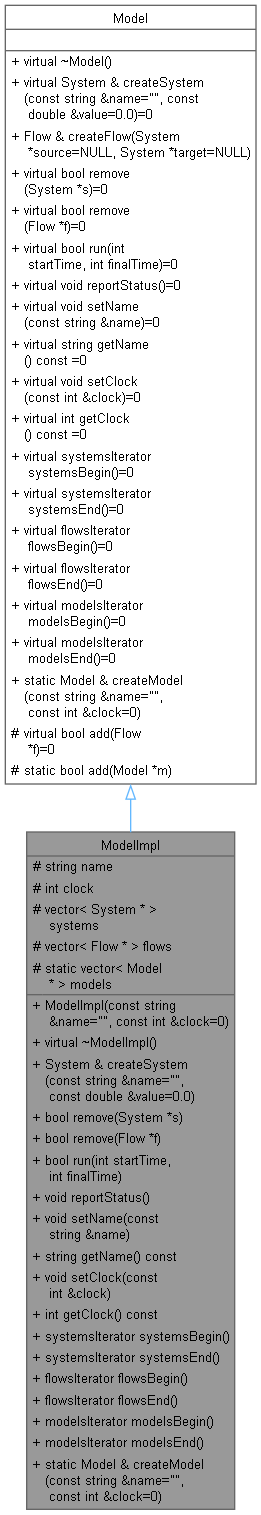 Model
+ virtual ~Model()
+ virtual System & createSystem
(const string &name="", const
double &value=0.0)=0
+ Flow & createFlow(System
*source=NULL, System *target=NULL)
+ virtual bool remove
(System *s)=0
+ virtual bool remove
(Flow *f)=0
+ virtual bool run(int
startTime, int finalTime)=0
+ virtual void reportStatus()=0
+ virtual void setName
(const string &name)=0
+ virtual string getName
() const =0
+ virtual void setClock
(const int &clock)=0
+ virtual int getClock
() const =0
+ virtual systemsIterator
systemsBegin()=0
+ virtual systemsIterator
systemsEnd()=0
+ virtual flowsIterator
flowsBegin()=0
+ virtual flowsIterator
flowsEnd()=0
+ virtual modelsIterator
modelsBegin()=0
+ virtual modelsIterator
modelsEnd()=0
+ static Model & createModel
(const string &name="",
const int &clock=0)
# virtual bool add(Flow
*f)=0
# static bool add(Model *m)
ModelImpl
# string name
# int clock
# vector< System * >
systems
# vector< Flow * > flows
# static vector< Model
* > models
+ ModelImpl(const string
&name="", const int &clock=0)
+ virtual ~ModelImpl()
+ System & createSystem
(const string &name="",
const double &value=0.0)
+ bool remove(System *s)
+ bool remove(Flow *f)
+ bool run(int startTime,
int finalTime)
+ void reportStatus()
+ void setName(const
string &name)
+ string getName() const
+ void setClock(const
int &clock)
+ int getClock() const
+ systemsIterator systemsBegin()
+ systemsIterator systemsEnd()
+ flowsIterator flowsBegin()
+ flowsIterator flowsEnd()
+ modelsIterator modelsBegin()
+ modelsIterator modelsEnd()
+ static Model & createModel
(const string &name="",
const int &clock=0)